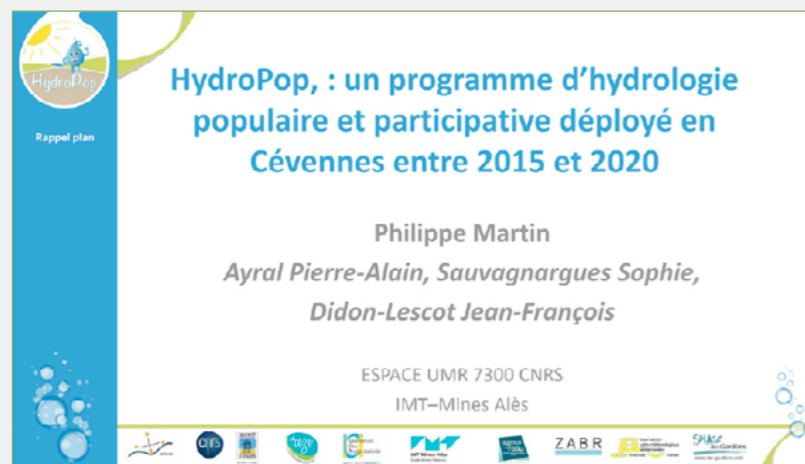 HydroPop
Rappel plan
HydroPop, : un programme d'hydrologie
populaire et participative déployé en
Cévennes entre 2015 et 2020
Philippe Martin
Ayral Pierre-Alain, Sauvagnargues Sophie,
Didon-Lescot Jean-François
ESPACE UMR 7300 CNRS
IMT–Mines Alès
cnrs
ZABR